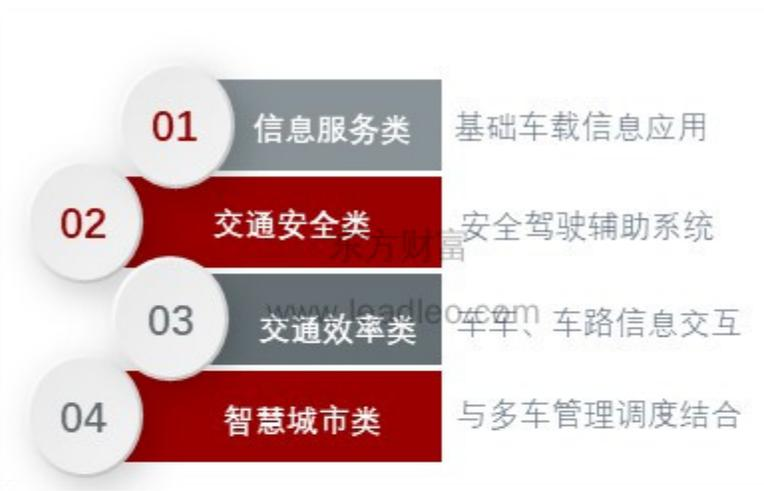 01 信息服务类 基础车载信息应用
02 交通安全类 安全驾驶辅助系统
东方财富
www.leadleo.com
03 交通效率类 车车、车路信息交互
04 智慧城市类 与多车管理调度结合